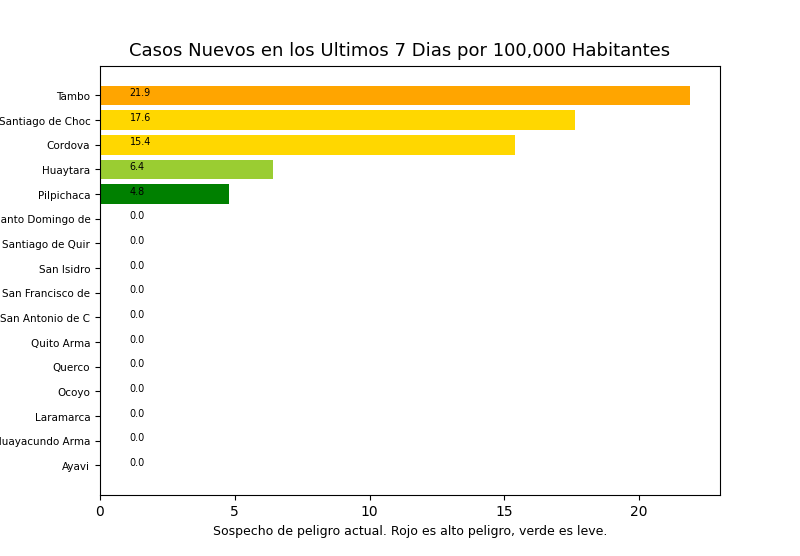 Casos Nuevos en los Ultimos 7 Dias por 100,000 Habitantes
Tambo 21.9
Santiago de Choc 17.6
Cordova 15.4
Huaytara 6.4
Pilpichaca 4.8
anto Domingo de 0.0
Santiago de Quir 0.0
San Isidro 0.0
San Francisco de 0.0
San Antonio de C 0.0
Quito Arma 0.0
Querco 0.0
Ocoyo 0.0
Laramarca 0.0
Huayacundo Arma 0.0
Ayavi 0.0
0 5 10 15 20
Sospecho de peligro actual. Rojo es alto peligro, verde es leve.